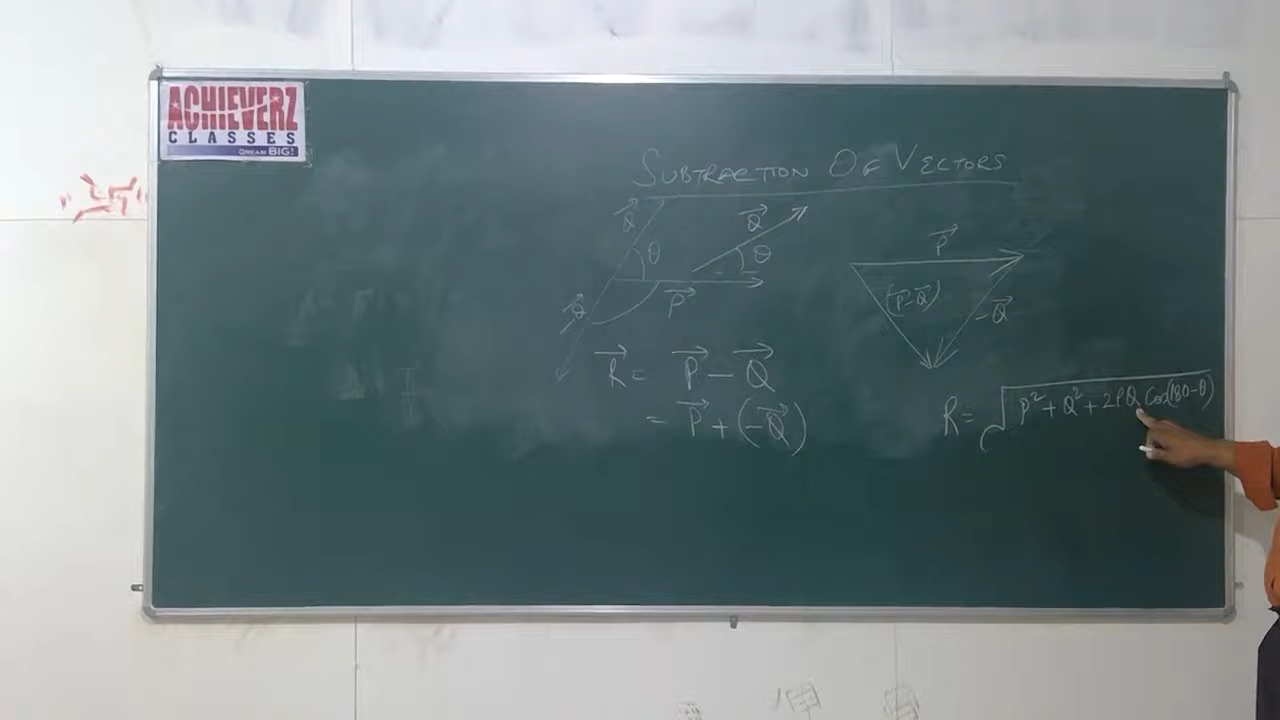 ACHIEVERZ
CLASSES
DREAM BIG!
SUBTRACTION OF VECTORS
Q⃗ θ
Q⃗ θ
P⃗
-Q⃗
P⃗
(P⃗-Q⃗)
-Q⃗
R⃗ = P⃗ - Q⃗
= P⃗ + (-Q⃗)
R = √(P² + Q² + 2PQ Cos(180-θ))